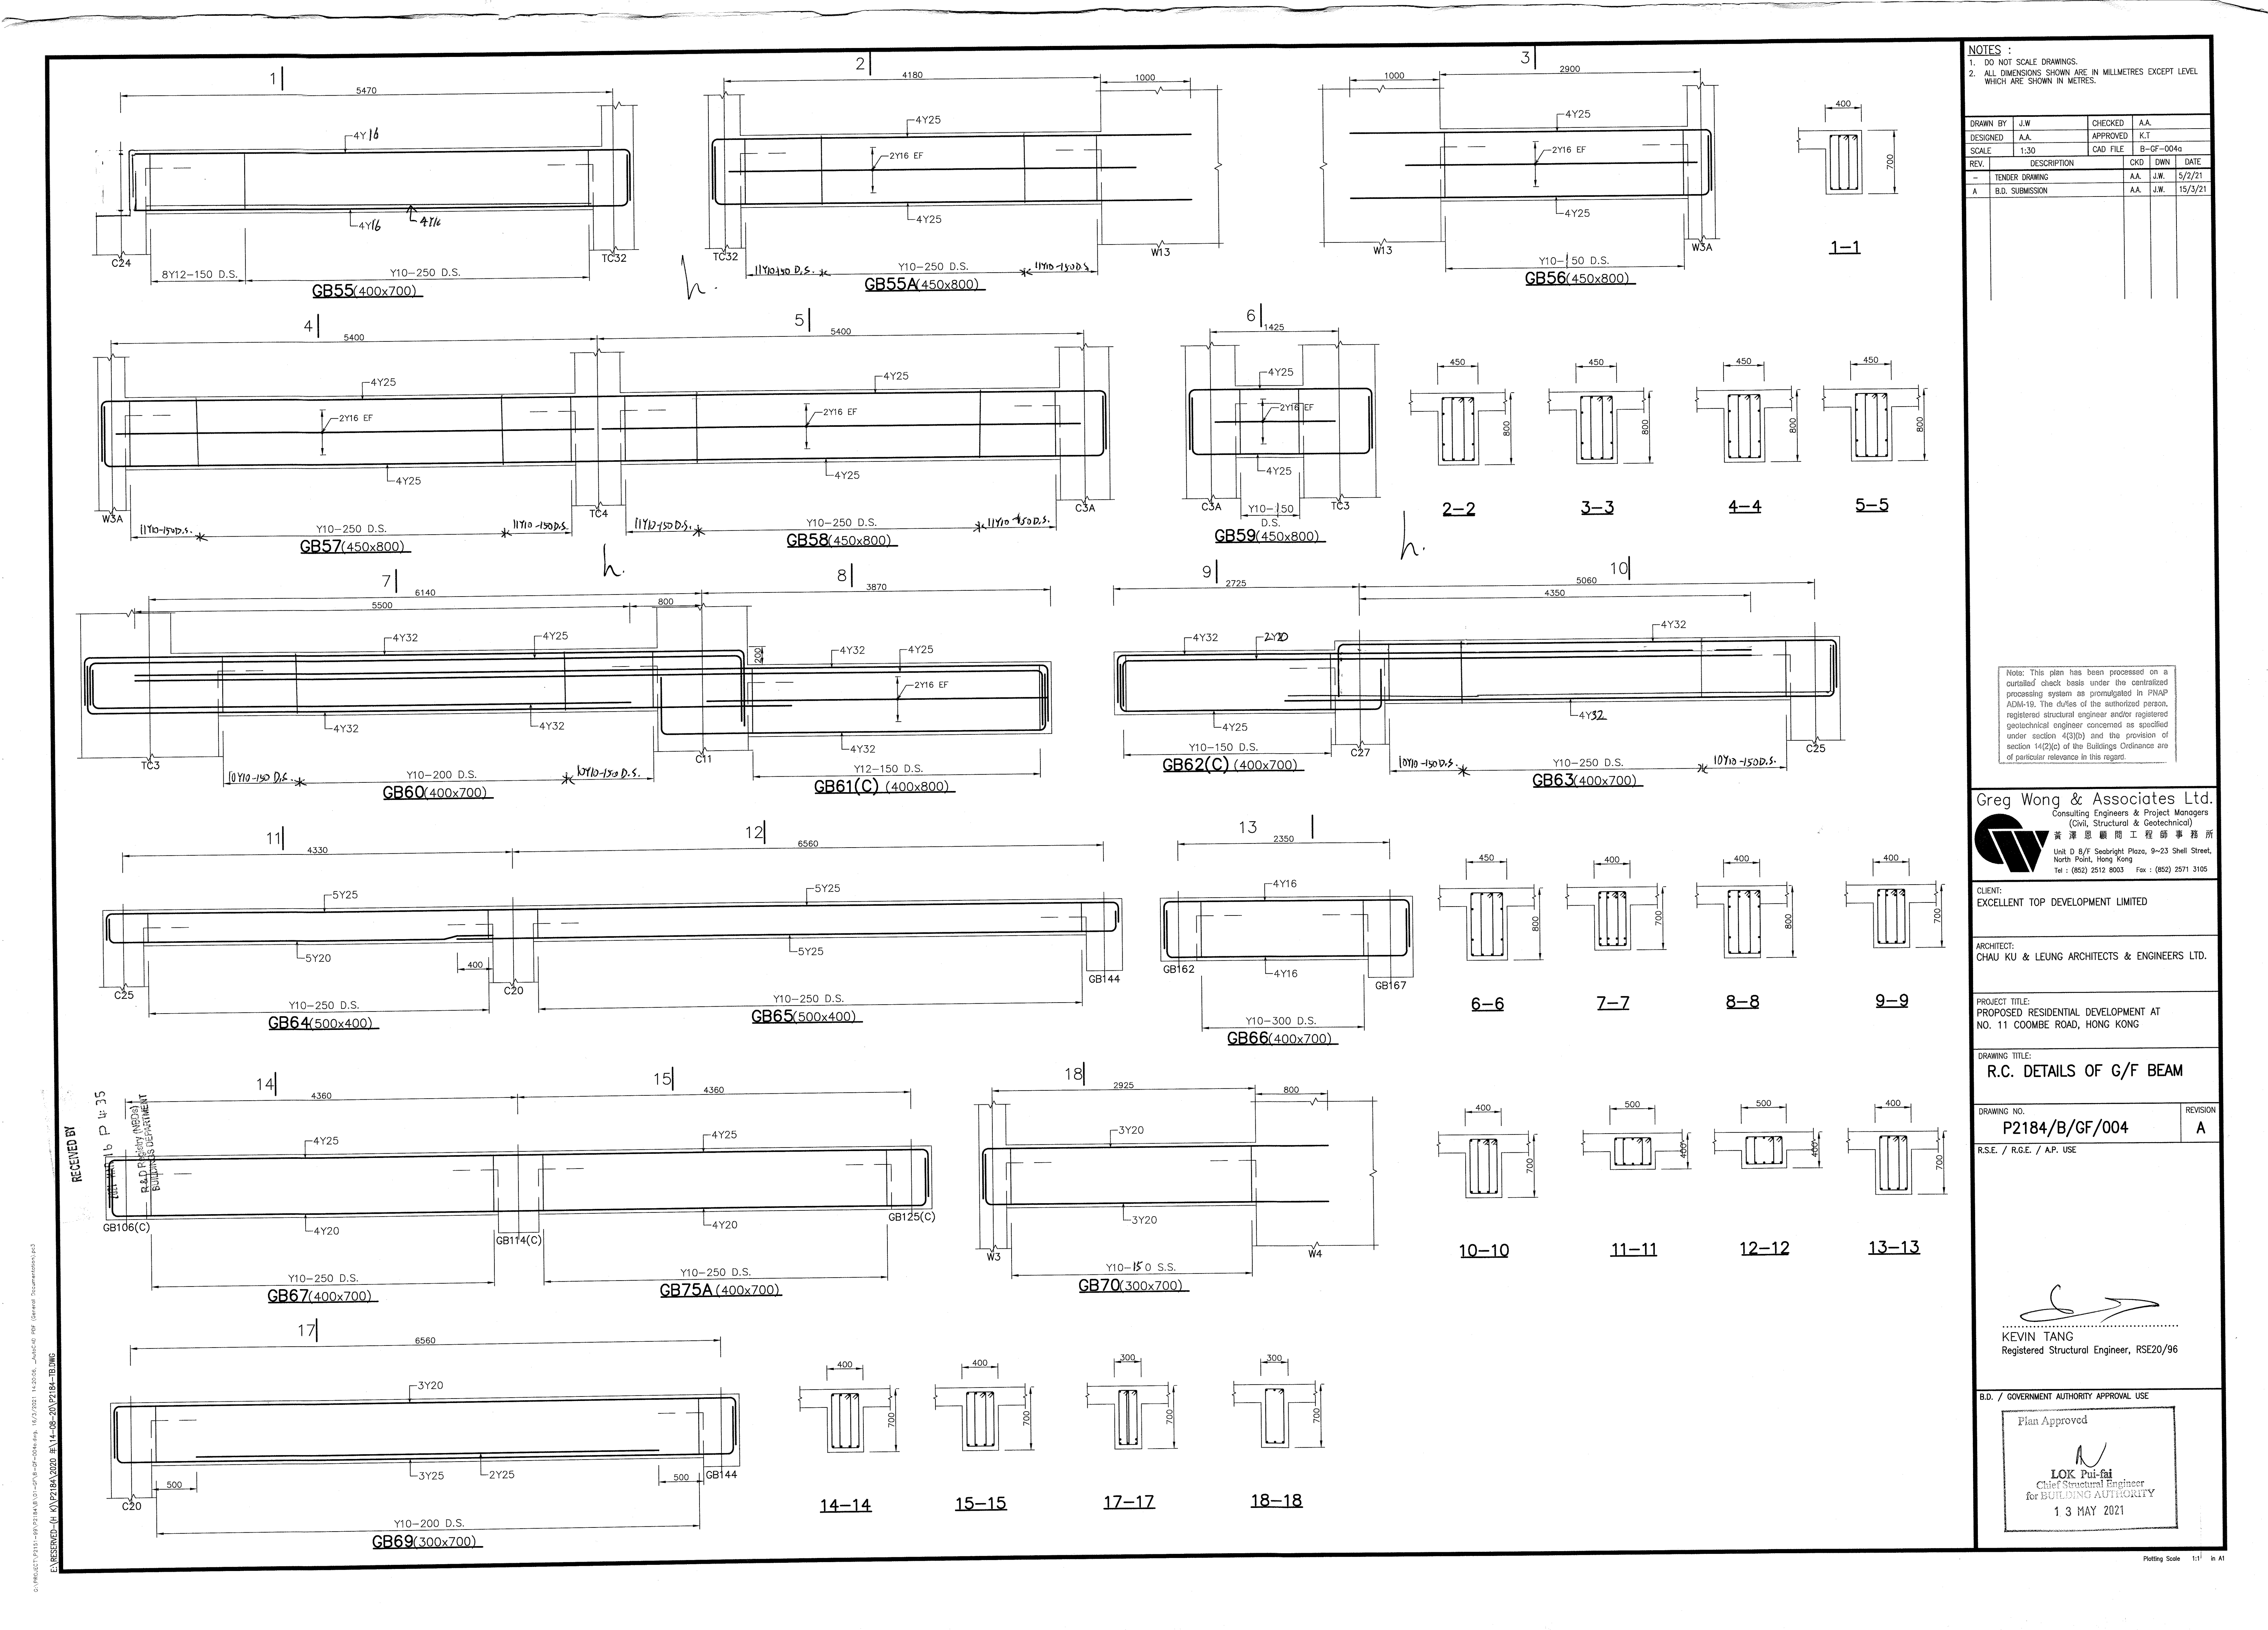 1
5470
4Y16
4Y16
4Y16
C24
TC32
8Y12-150 D.S.
Y10-250 D.S.
GB55(400x700)
2
4180
1000
4Y25
2Y16 EF
4Y25
TC32
W13
11Y10-150 D.S.
Y10-250 D.S.
11Y10-150D.S
GB55A(450x800)
h.
3
1000
2900
4Y25
2Y16 EF
4Y25
W13
W3A
Y10-150 D.S.
GB56(450x800)
400
700
1-1
4
5400
5
5400
4Y25
2Y16 EF
4Y25
4Y25
2Y16 EF
4Y25
W3A
TC4
C3A
11Y10-150D.S.
Y10-250 D.S.
11Y10-150D.S.
GB57(450x800)
11Y10-150D.S.
Y10-250 D.S.
11Y10-150D.S.
GB58(450x800)
h.
6
1425
4Y25
2Y16 EF
4Y25
C3A
TC3
Y10-150
D.S.
GB59(450x800)
h.
450
800
2-2
450
800
3-3
450
800
4-4
450
800
5-5
7
6140
5500
800
8
3870
4Y32
4Y25
200
4Y32
4Y25
2Y16 EF
4Y32
4Y32
4Y32
TC3
C11
10Y10-150 D.S.
Y10-200 D.S.
10Y10-150 D.S.
GB60(400x700)
Y12-150 D.S.
GB61(C) (400x800)
9
2725
10
5060
4350
4Y32
2Y20
4Y32
4Y25
4Y32
C27
C25
Y10-150 D.S.
GB62(C) (400x700)
10Y10-150D.S.
Y10-250 D.S.
10Y10-150D.S.
GB63(400x700)
11
4330
12
6560
5Y25
5Y25
5Y20
400
5Y25
C25
C20
GB144
Y10-250 D.S.
GB64(500x400)
Y10-250 D.S.
GB65(500x400)
13
2350
4Y16
4Y16
GB162
GB167
Y10-300 D.S.
GB66(400x700)
450
800
6-6
400
700
7-7
400
800
8-8
400
700
9-9
14
4360
15
4360
4Y25
4Y25
4Y20
4Y20
GB106(C)
GB114(C)
GB125(C)
Y10-250 D.S.
GB67(400x700)
Y10-250 D.S.
GB75A(400x700)
RECEIVED BY
P 4: 35
R&D Registry (NBDs)
BUILDINGS DEPARTMENT
18
2925
800
3Y20
3Y20
W3
W4
Y10-150 S.S.
GB70(300x700)
400
700
10-10
500
400
11-11
500
400
12-12
400
700
13-13
17
6560
3Y20
3Y25
2Y25
500
500
C20
GB144
Y10-200 D.S.
GB69(300x700)
400
700
14-14
400
700
15-15
300
700
17-17
300
700
18-18
E:\RESERVED-(H K)\P2184\2020 年\14-08-20\P2184-TB.DWG
NOTES :
1. DO NOT SCALE DRAWINGS.
2. ALL DIMENSIONS SHOWN ARE IN MILLMETRES EXCEPT LEVEL
WHICH ARE SHOWN IN METRES.
DRAWN BY J.W CHECKED A.A.
DESIGNED A.A. APPROVED K.T
SCALE 1:30 CAD FILE B-GF-004a
REV. DESCRIPTION CKD DWN DATE
- TENDER DRAWING A.A. J.W. 5/2/21
A B.D. SUBMISSION A.A. J.W. 15/3/21
Note: This plan has been processed on a
curtailed check basis under the centralized
processing system as promulgated in PNAP
ADM-19. The duties of the authorized person,
registered structural engineer and/or registered
geotechnical engineer concerned as specified
under section 4(3)(b) and the provision of
section 14(2)(c) of the Buildings Ordinance are
of particular relevance in this regard.
Greg Wong & Associates Ltd.
Consulting Engineers & Project Managers
(Civil, Structural & Geotechnical)
黃澤恩顧問工程師事務所
Unit D 8/F Seabright Plaza, 9~23 Shell Street,
North Point, Hong Kong
Tel : (852) 2512 8003 Fax : (852) 2571 3105
CLIENT:
EXCELLENT TOP DEVELOPMENT LIMITED
ARCHITECT:
CHAU KU & LEUNG ARCHITECTS & ENGINEERS LTD.
PROJECT TITLE:
PROPOSED RESIDENTIAL DEVELOPMENT AT
NO. 11 COOMBE ROAD, HONG KONG
DRAWING TITLE:
R.C. DETAILS OF G/F BEAM
DRAWING NO.
REVISION
P2184/B/GF/004
A
R.S.E. / R.G.E. / A.P. USE
KEVIN TANG
Registered Structural Engineer, RSE20/96
B.D. / GOVERNMENT AUTHORITY APPROVAL USE
Plan Approved
LOK Pui-fai
Chief Structural Engineer
for BUILDING AUTHORITY
13 MAY 2021
Plotting Scale 1:1 in A1